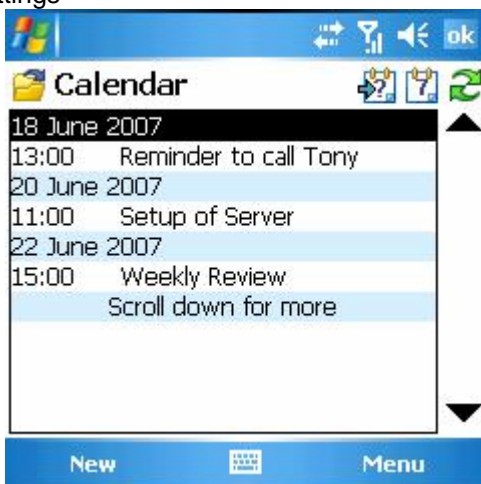 ttings
ok
Calendar
18 June 2007
13:00 Reminder to call Tony
20 June 2007
11:00 Setup of Server
22 June 2007
15:00 Weekly Review
Scroll down for more
New Menu